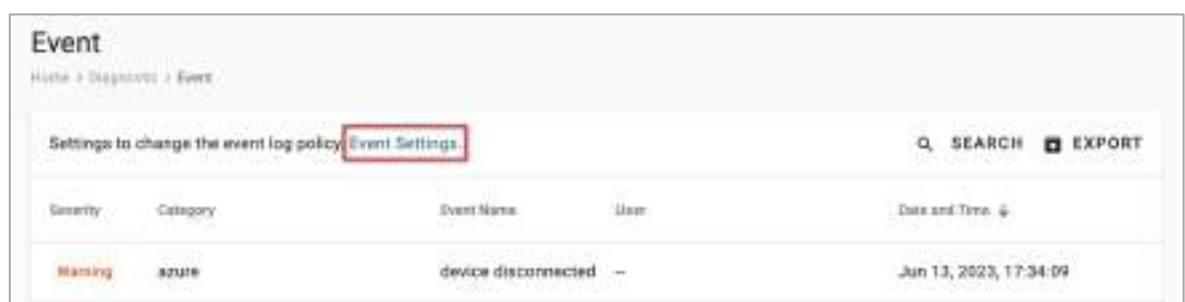 Event
Home > Diagnostic > Event
Settings to change the event log policy Event Settings.
SEARCH EXPORT
Severity Category Event Name User Date and Time
Warning azure device disconnected -- Jun 13, 2023, 17:34:09